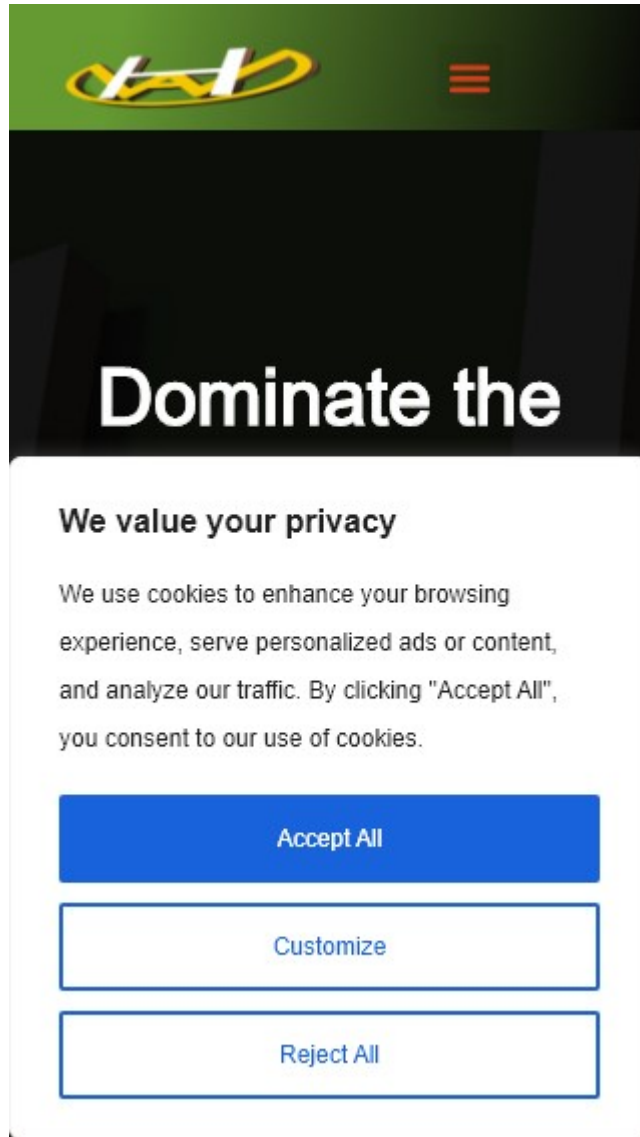 Dominate the
We value your privacy
We use cookies to enhance your browsing
experience, serve personalized ads or content,
and analyze our traffic. By clicking "Accept All",
you consent to our use of cookies.
Accept All
Customize
Reject All